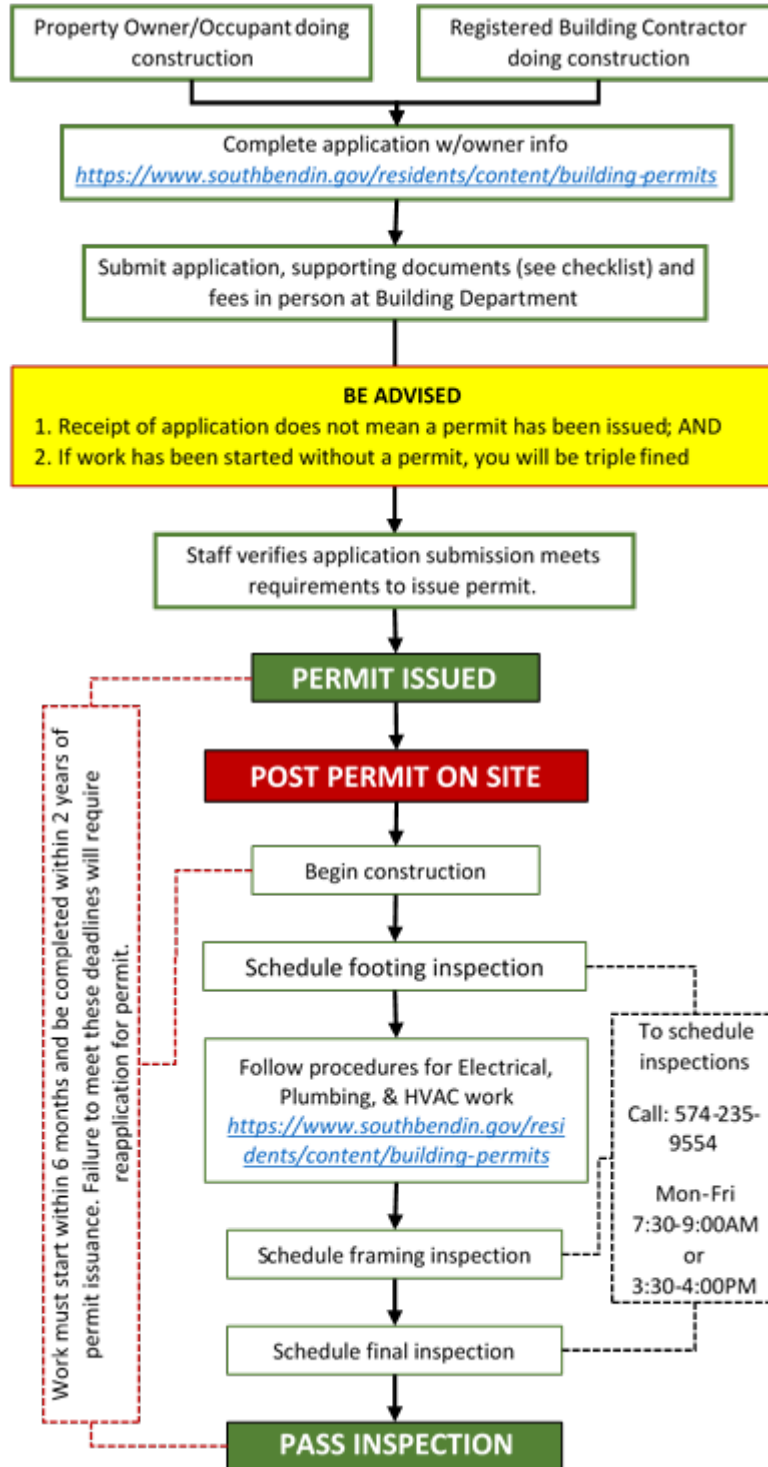 Property Owner/Occupant doing
construction
Registered Building Contractor
doing construction
Complete application w/owner info
https://www.southbendin.gov/residents/content/building-permits
Submit application, supporting documents (see checklist) and
fees in person at Building Department
BE ADVISED
1. Receipt of application does not mean a permit has been issued; AND
2. If work has been started without a permit, you will be triple fined
Staff verifies application submission meets
requirements to issue permit.
PERMIT ISSUED
POST PERMIT ON SITE
Work must start within 6 months and be completed within 2 years of
permit issuance. Failure to meet these deadlines will require
reapplication for permit.
Begin construction
Schedule footing inspection
Follow procedures for Electrical,
Plumbing, & HVAC work
https://www.southbendin.gov/resi
dents/content/building-permits
To schedule
inspections
Call: 574-235-
9554
Mon-Fri
7:30-9:00AM
or
3:30-4:00PM
Schedule framing inspection
Schedule final inspection
PASS INSPECTION